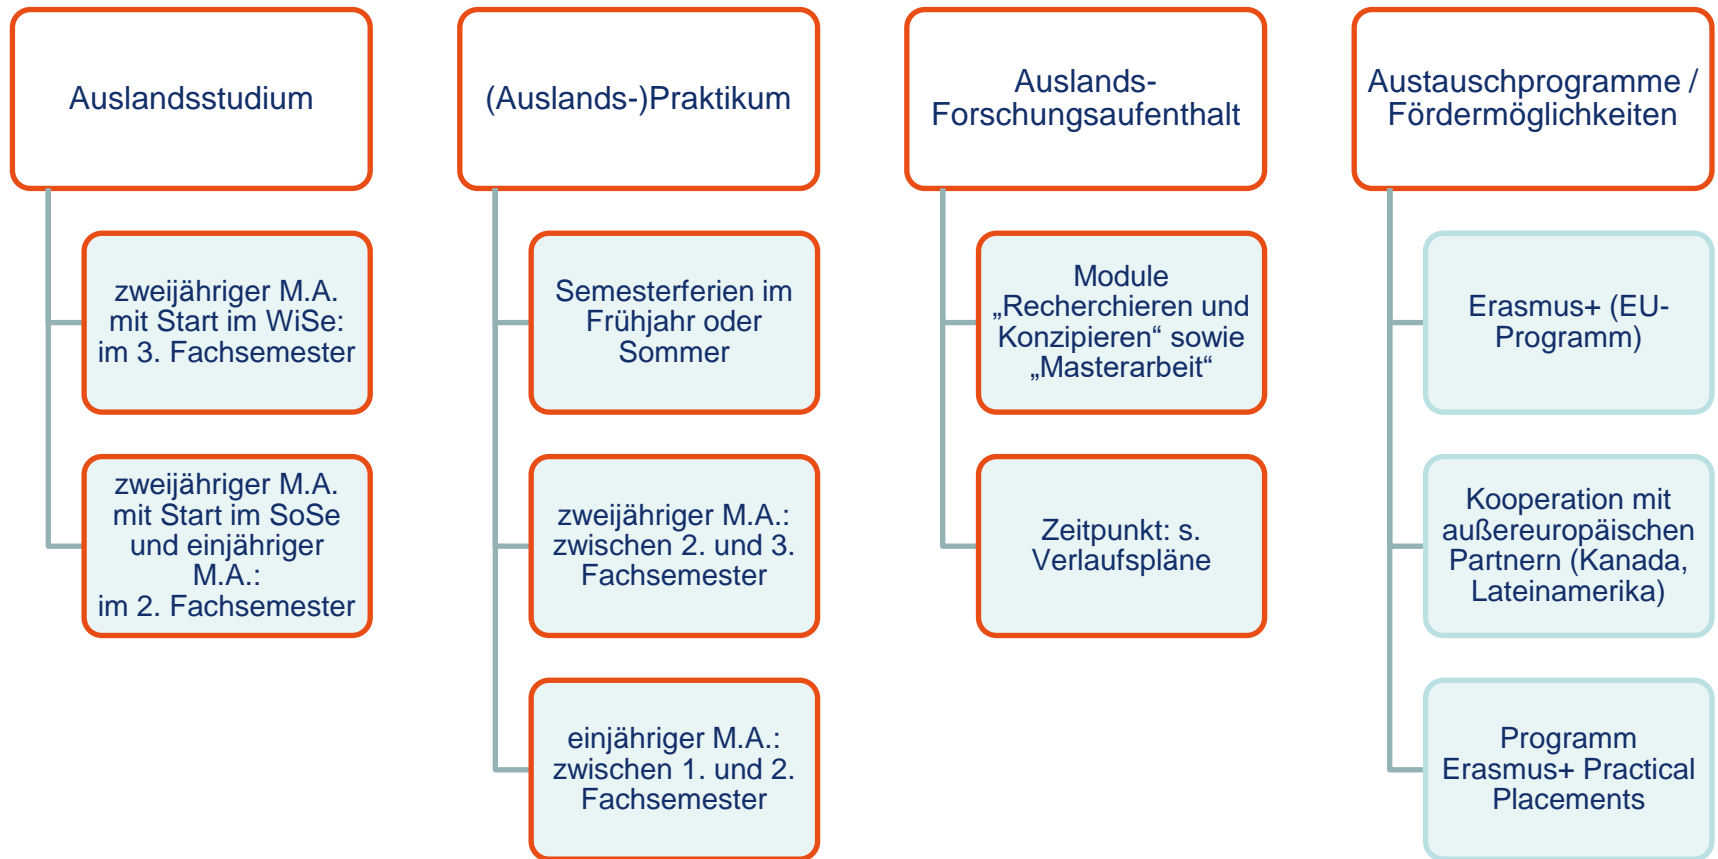 Auslandsstudium
zweijähriger M.A.
mit Start im WiSe:
im 3. Fachsemester
zweijähriger M.A.
mit Start im SoSe
und einjähriger
M.A.:
im 2. Fachsemester
(Auslands-)Praktikum
Semesterferien im
Frühjahr oder
Sommer
zweijähriger M.A.:
zwischen 2. und 3.
Fachsemester
einjähriger M.A.:
zwischen 1. und 2.
Fachsemester
Auslands-
Forschungsaufenthalt
Module
„Recherchieren und
Konzipieren“ sowie
„Masterarbeit“
Zeitpunkt: s.
Verlaufspläne
Austauschprogramme /
Fördermöglichkeiten
Erasmus+ (EU-
Programm)
Kooperation mit
außereuropäischen
Partnern (Kanada,
Lateinamerika)
Programm
Erasmus+ Practical
Placements